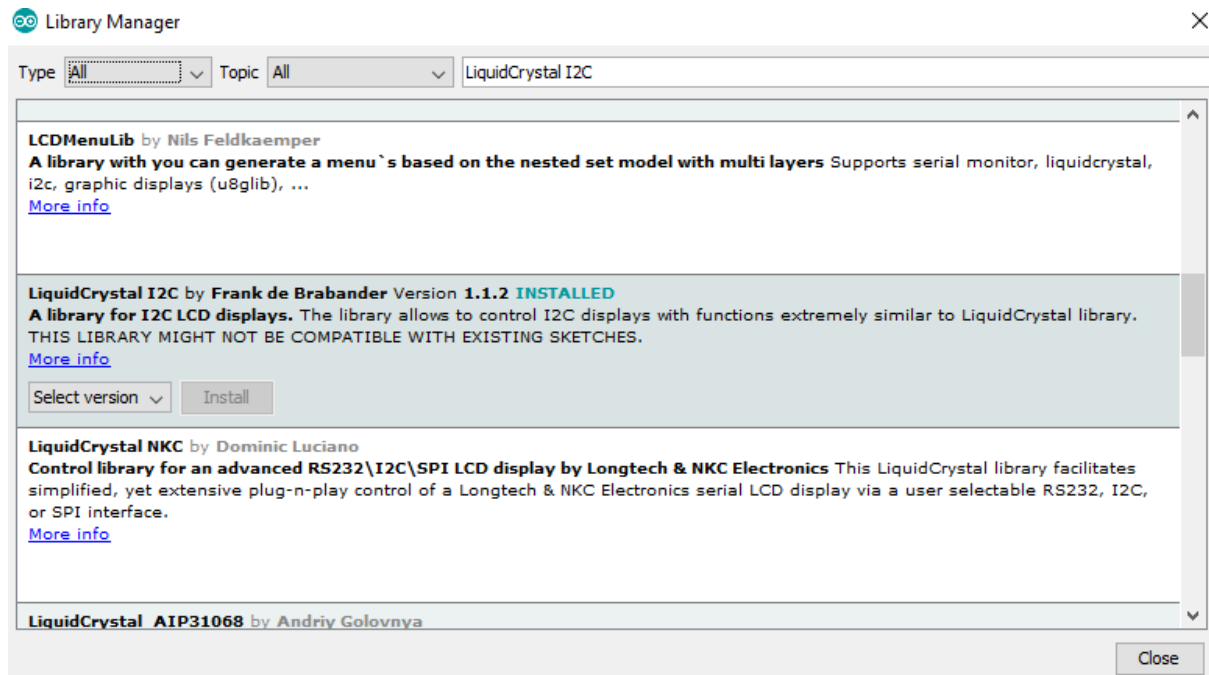 Library Manager
Type All Topic All LiquidCrystal I2C
LCDMenuLib by Nils Feldkaemper
A library with you can generate a menu`s based on the nested set model with multi layers Supports serial monitor, liquidcrystal,
i2c, graphic displays (u8glib), ...
More info
LiquidCrystal I2C by Frank de Brabander Version 1.1.2 INSTALLED
A library for I2C LCD displays. The library allows to control I2C displays with functions extremely similar to LiquidCrystal library.
THIS LIBRARY MIGHT NOT BE COMPATIBLE WITH EXISTING SKETCHES.
More info
Select version Install
LiquidCrystal NKC by Dominic Luciano
Control library for an advanced RS232\I2C\SPI LCD display by Longtech & NKC Electronics This LiquidCrystal library facilitates
simplified, yet extensive plug-n-play control of a Longtech & NKC Electronics serial LCD display via a user selectable RS232, I2C,
or SPI interface.
More info
LiquidCrystal_AIP31068 by Andriy Golovnya
Close